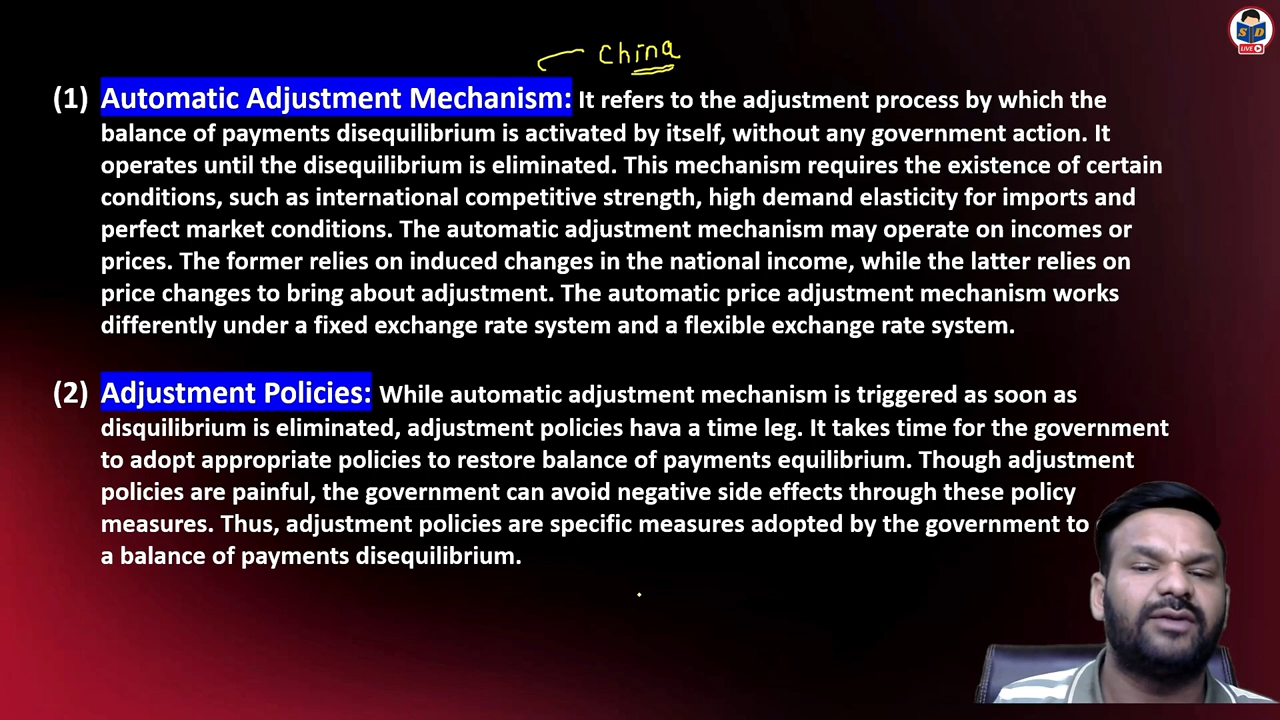 China
(1) Automatic Adjustment Mechanism: It refers to the adjustment process by which the
balance of payments disequilibrium is activated by itself, without any government action. It
operates until the disequilibrium is eliminated. This mechanism requires the existence of certain
conditions, such as international competitive strength, high demand elasticity for imports and
perfect market conditions. The automatic adjustment mechanism may operate on incomes or
prices. The former relies on induced changes in the national income, while the latter relies on
price changes to bring about adjustment. The automatic price adjustment mechanism works
differently under a fixed exchange rate system and a flexible exchange rate system.
(2) Adjustment Policies: While automatic adjustment mechanism is triggered as soon as
disquilibrium is eliminated, adjustment policies hava a time leg. It takes time for the government
to adopt appropriate policies to restore balance of payments equilibrium. Though adjustment
policies are painful, the government can avoid negative side effects through these policy
measures. Thus, adjustment policies are specific measures adopted by the government to
a balance of payments disequilibrium.
S D
LIVE